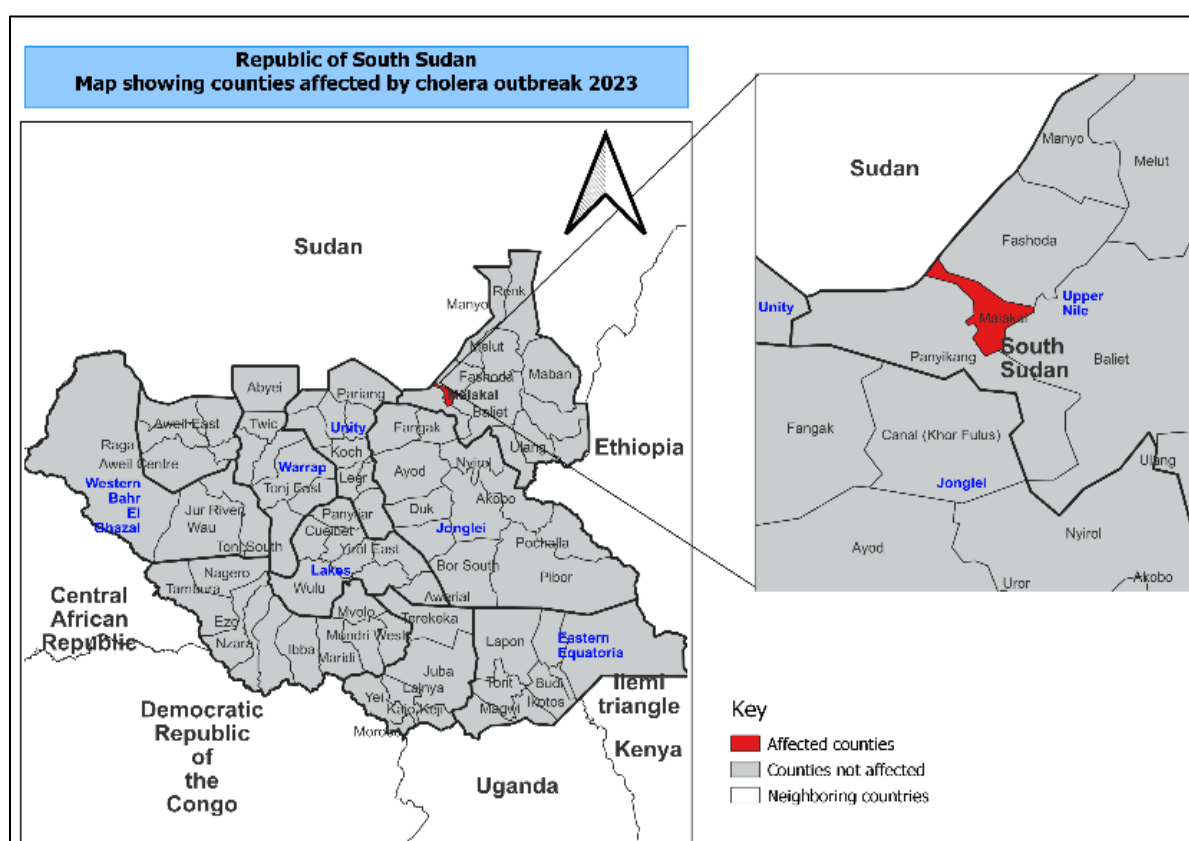 Republic of South Sudan
Map showing counties affected by cholera outbreak 2023
Sudan
Manyo
Renk
Melut
Fashoda
Maban
Malakal
Baliet
Ulang
Abyei
Pariang
Twic
Unity
Fangak
Aweil East
Raga
Aweil Centre
Koch
Nyirol
Ethiopia
Warrap
Leer
Ayod
Western
Bahr
El
Ghazal
Tonj East
Akobo
Jur River
Wau
Panyijar
Duk
Jonglei
Cueibet
Pochalla
Tonj South
Yirol East
Lakes
Bor South
Pibor
Nagero
Wulu
Awerial
Tambura
Central
African
Republic
Mvolo
Terekeka
Ezo
Mundri West
Lapon
Eastern
Equatoria
Nzara
Ibba
Maridi
Juba
Lainya
Torit
Budi
Ikotos
Magwi
Yei
Kajo Keji
Morobo
Ilemi
triangle
Democratic
Republic
of
the
Congo
Kenya
Uganda
Sudan
Manyo
Melut
Fashoda
Unity
Upper
Nile
Malakal
South
Sudan
Panyikang
Baliet
Fangak
Canal (Khor Fulus)
Ulang
Jonglei
Nyirol
Ayod
Uror
Akobo
Key
Affected counties
Counties not affected
Neighboring countries